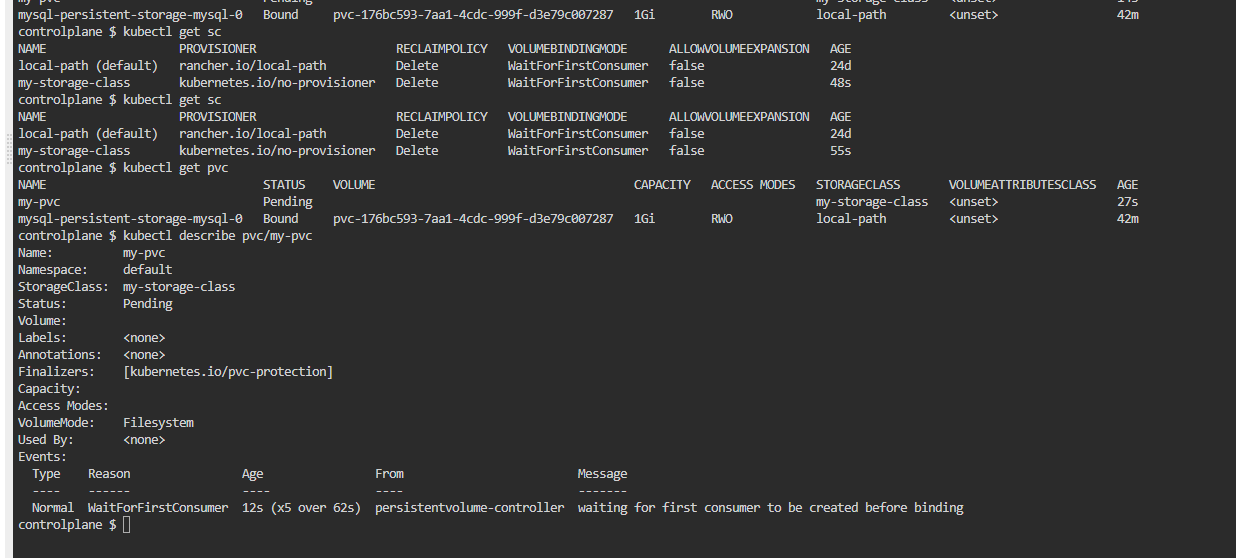 mysql-persistent-storage-mysql-0   Bound     pvc-176bc593-7aa1-4cdc-999f-d3e79c007287   1Gi        RWO            local-path         <unset>                 42m
controlplane $ kubectl get sc
NAME                   PROVISIONER                    RECLAIMPOLICY   VOLUMEBINDINGMODE      ALLOWVOLUMEEXPANSION   AGE
local-path (default)   rancher.io/local-path          Delete          WaitForFirstConsumer   false                  24d
my-storage-class       kubernetes.io/no-provisioner   Delete          WaitForFirstConsumer   false                  48s
controlplane $ kubectl get sc
NAME                   PROVISIONER                    RECLAIMPOLICY   VOLUMEBINDINGMODE      ALLOWVOLUMEEXPANSION   AGE
local-path (default)   rancher.io/local-path          Delete          WaitForFirstConsumer   false                  24d
my-storage-class       kubernetes.io/no-provisioner   Delete          WaitForFirstConsumer   false                  55s
controlplane $ kubectl get pvc
NAME                               STATUS    VOLUME                                     CAPACITY   ACCESS MODES   STORAGECLASS       VOLUMEATTRIBUTESCLASS   AGE
my-pvc                             Pending                                                                        my-storage-class   <unset>                 27s
mysql-persistent-storage-mysql-0   Bound     pvc-176bc593-7aa1-4cdc-999f-d3e79c007287   1Gi        RWO            local-path         <unset>                 42m
controlplane $ kubectl describe pvc/my-pvc
Name:          my-pvc
Namespace:     default
StorageClass:  my-storage-class
Status:        Pending
Volume:
Labels:        <none>
Annotations:   <none>
Finalizers:    [kubernetes.io/pvc-protection]
Capacity:
Access Modes:
VolumeMode:    Filesystem
Used By:       <none>
Events:
  Type    Reason                Age                From                         Message
  ----    ------                ----               ----                         -------
  Normal  WaitForFirstConsumer  12s (x5 over 62s)  persistentvolume-controller  waiting for first consumer to be created before binding
controlplane $